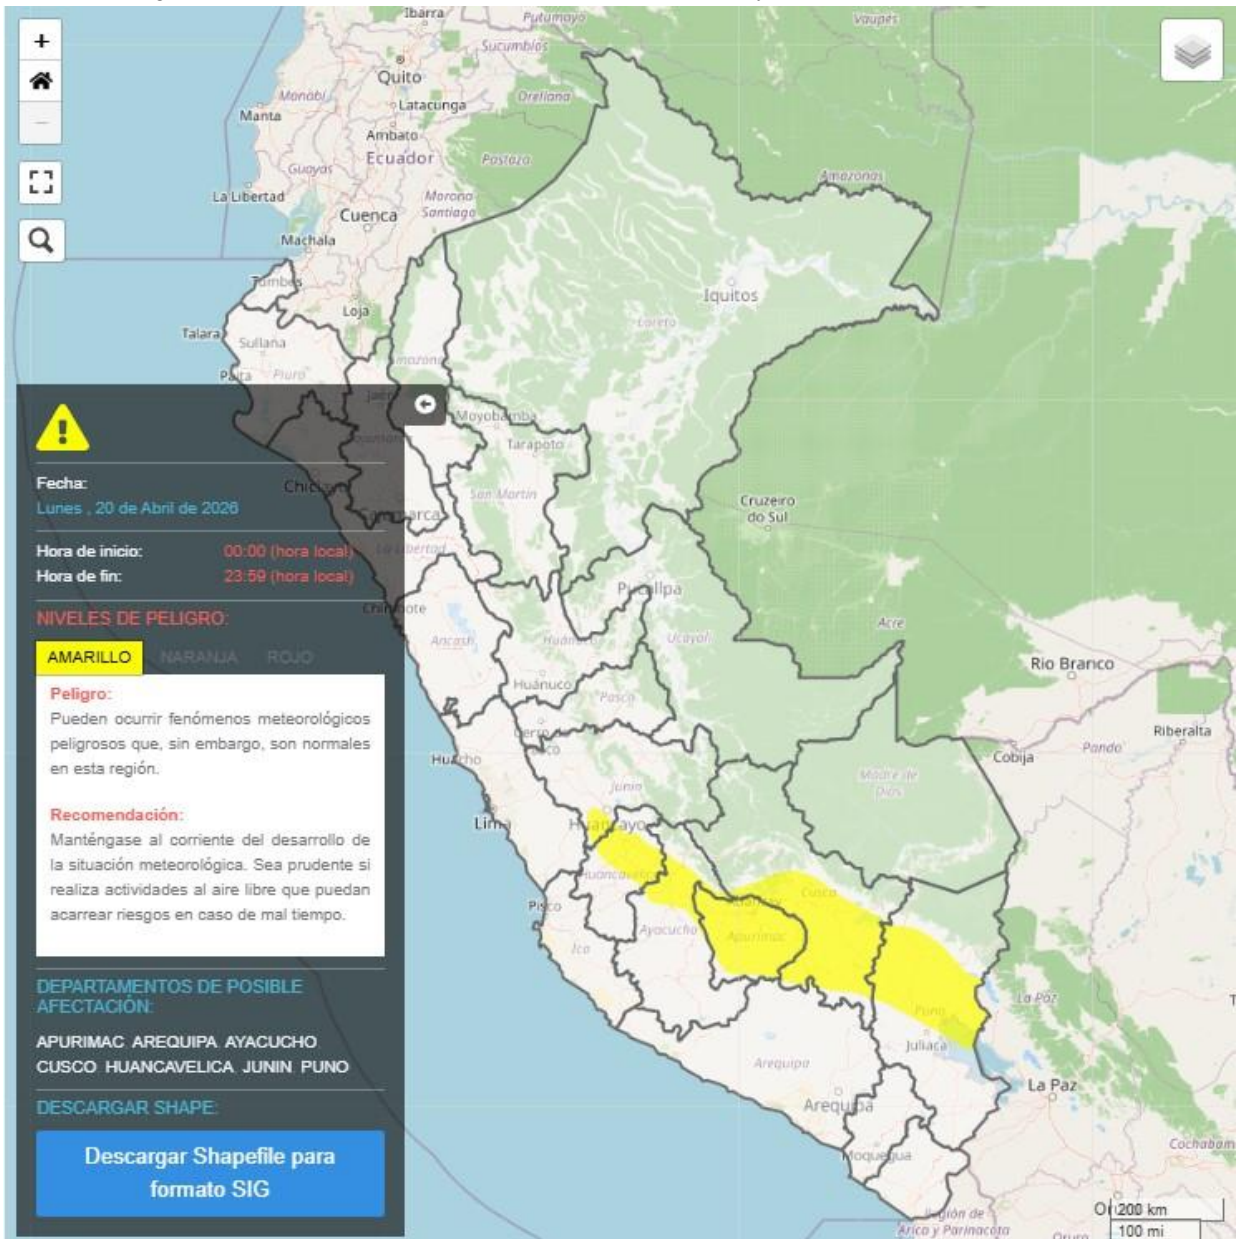 Ibarra
Putumayo
Vaupés
+
Sucumbíos
Quito
Manabí
Orellana
Latacunga
Manta
Ambato
Ecuador
Pastaza
Guayas
Amazonas
La Libertad
Morona
Santiago
Cuenca
Machala
Tumbes
Iquitos
Loja
Loreto
Talara
Sullana
Amazonas
Paita
Piura
Moyobamba
Tarapoto
Fecha:
Lunes , 20 de Abril de 2026
San Martín
Cruzeiro
do Sul
Hora de inicio: 00:00 (hora local)
Hora de fin: 23:59 (hora local)
La Libertad
Pucallpa
NIVELES DE PELIGRO:
Acre
Ancash
Huánuco
Ucayali
AMARILLO NARANJA ROJO
Rio Branco
Huánuco
Pasco
Peligro:
Pueden ocurrir fenómenos meteorológicos
peligrosos que, sin embargo, son normales
en esta región.
Riberalta
Pando
Cobija
Huacho
Madre de
Dios
Junín
Recomendación:
Manténgase al corriente del desarrollo de
la situación meteorológica. Sea prudente si
realiza actividades al aire libre que puedan
acarrear riesgos en caso de mal tiempo.
Lima
Huancayo
Huancavelica
Cusco
Pisco
Ica
Ayacucho
Apurímac
DEPARTAMENTOS DE POSIBLE
AFECTACIÓN:
La Paz
Puno
APURIMAC AREQUIPA AYACUCHO
CUSCO HUANCAVELICA JUNIN PUNO
Juliaca
Arequipa
La Paz
DESCARGAR SHAPE:
Arequipa
Descargar Shapefile para
formato SIG
Moquegua
Cochabam
200 km
Región de
Arica y Parinacota
Oruro
100 mi